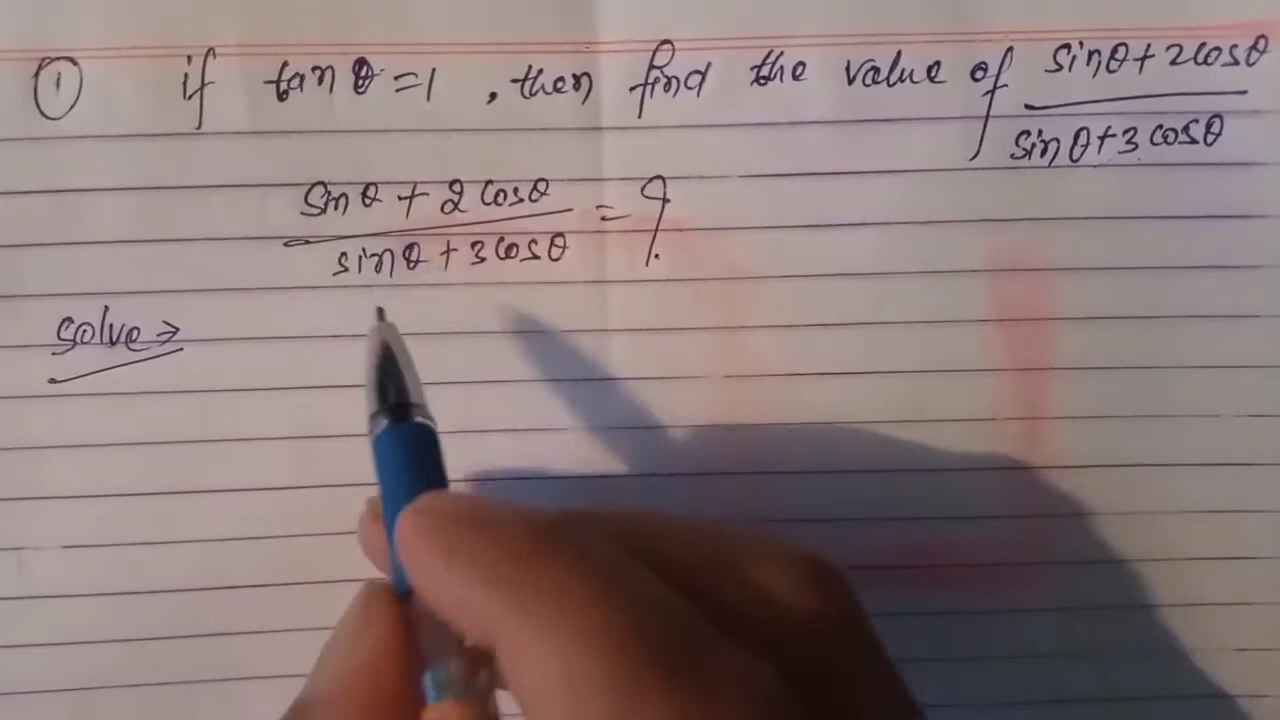 ① if tanθ=1, then find the value of sinθ+2cosθ
sinθ+3cosθ
sinθ + 2cosθ = ?
sinθ+3cosθ
solve →